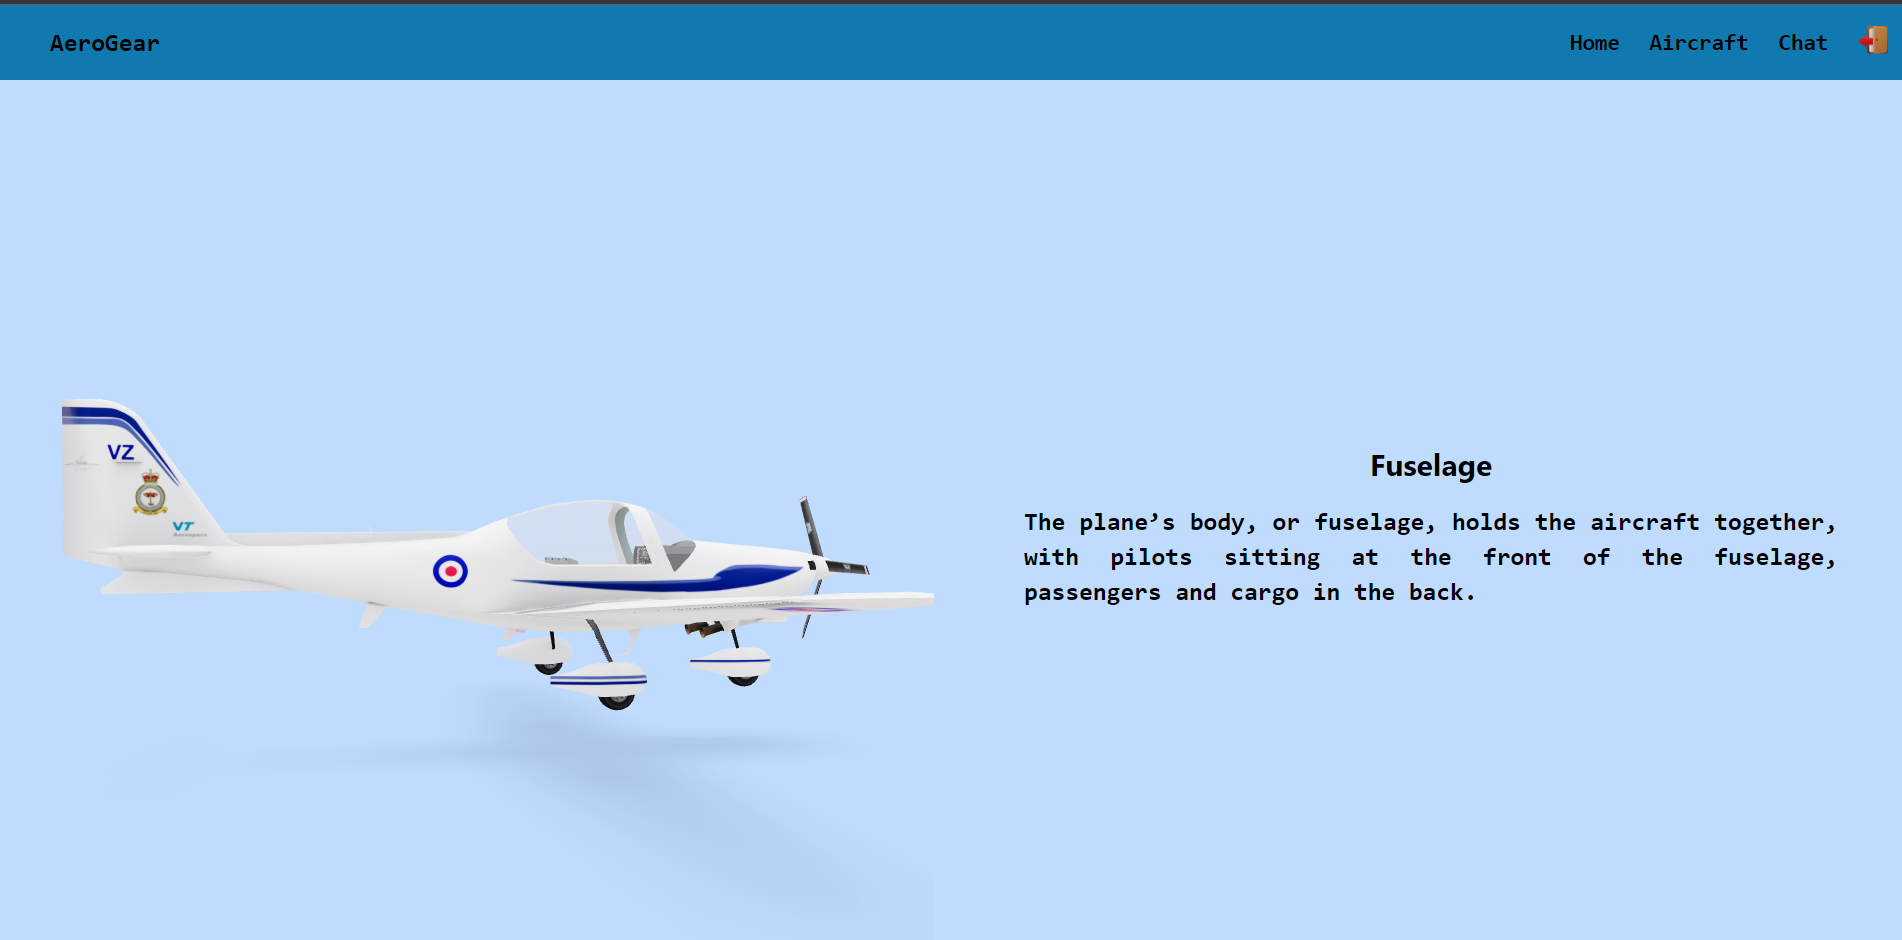 AeroGear
Home Aircraft Chat
VZ
VT
Aerospace
Fuselage
The plane’s body, or fuselage, holds the aircraft together,
with pilots sitting at the front of the fuselage,
passengers and cargo in the back.